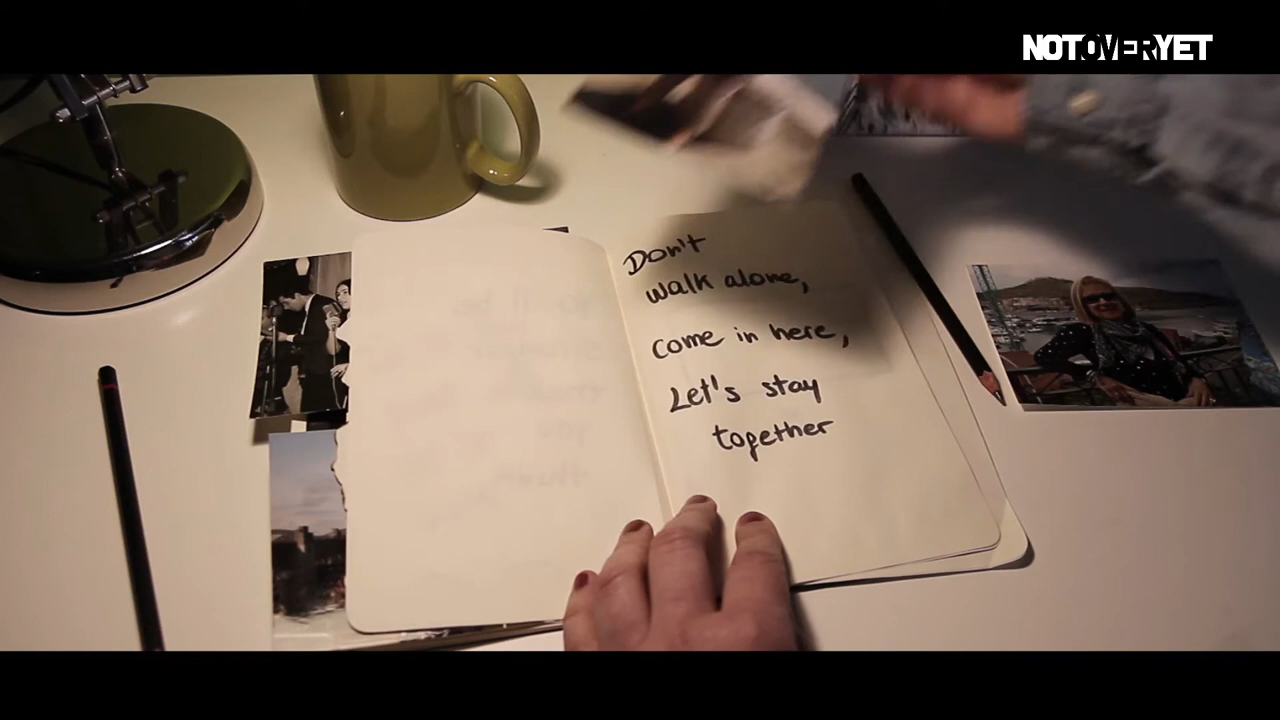 NOTOVERYET
Don't
walk alone,
come in here,
Let's stay
together